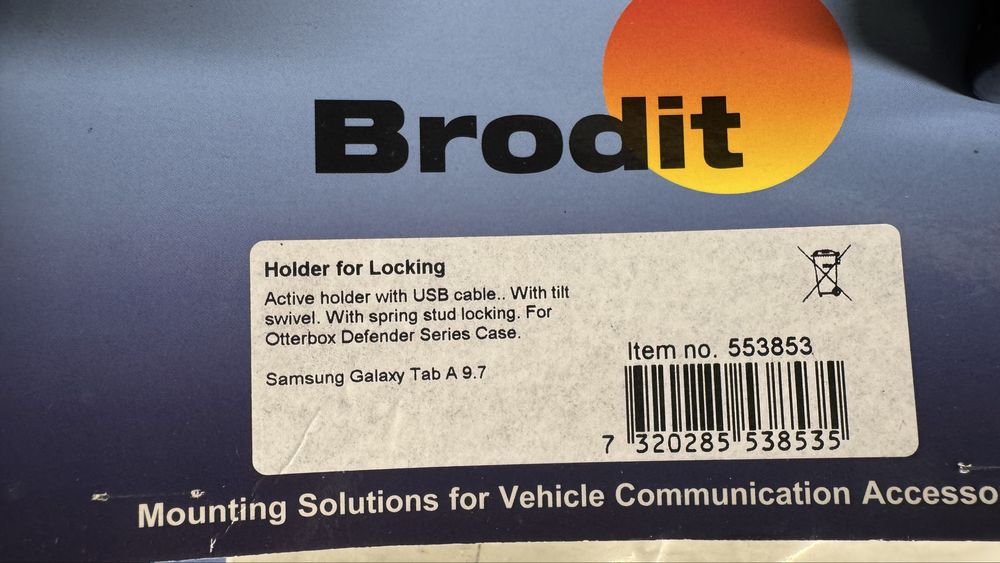 Brodit
Holder for Locking
Active holder with USB cable.. With tilt
swivel. With spring stud locking. For
Otterbox Defender Series Case.
Samsung Galaxy Tab A 9.7
Item no. 553853
7 320285 538535
Mounting Solutions for Vehicle Communication Accesso